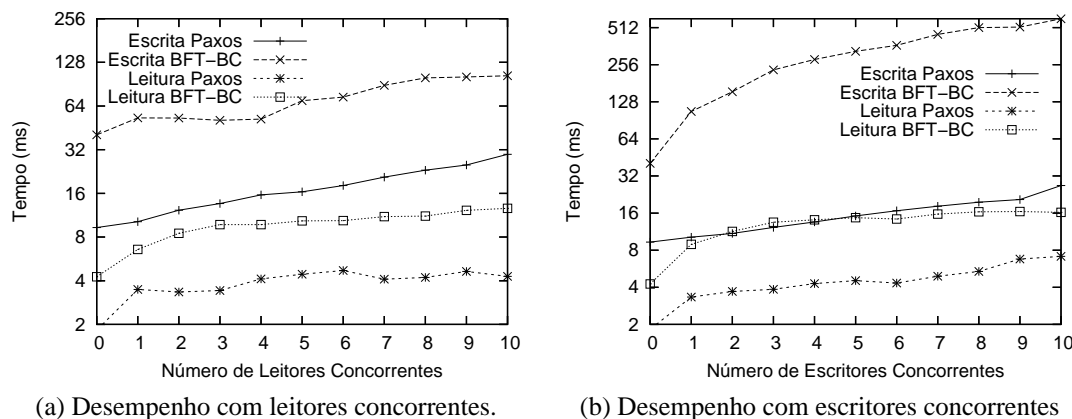 256
128
64
32
16
8
4
2
Tempo (ms)
Escrita Paxos
Escrita BFT−BC
Leitura Paxos
Leitura BFT−BC
0 1 2 3 4 5 6 7 8 9 10
Número de Leitores Concorrentes
(a) Desempenho com leitores concorrentes.
512
256
128
64
32
16
8
4
2
Tempo (ms)
Escrita Paxos
Escrita BFT−BC
Leitura Paxos
Leitura BFT−BC
0 1 2 3 4 5 6 7 8 9 10
Número de Escritores Concorrentes
(b) Desempenho com escritores concorrentes